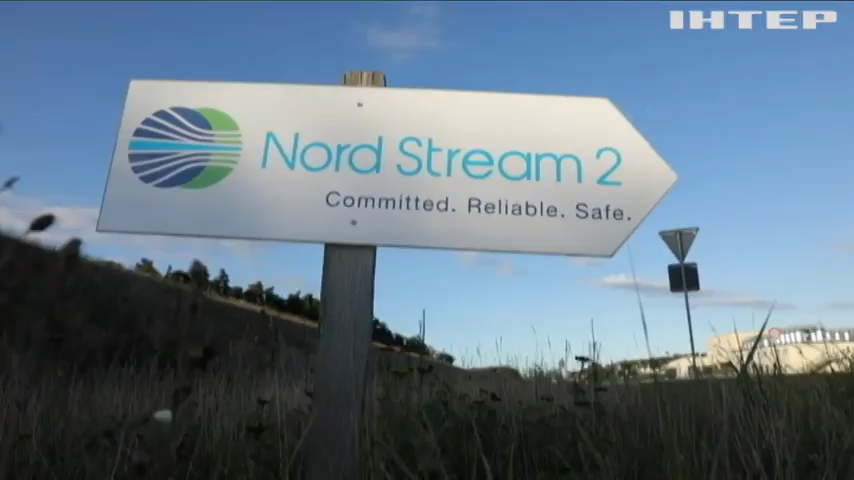 ІНТЕР
Nord Stream 2
Committed. Reliable. Safe.